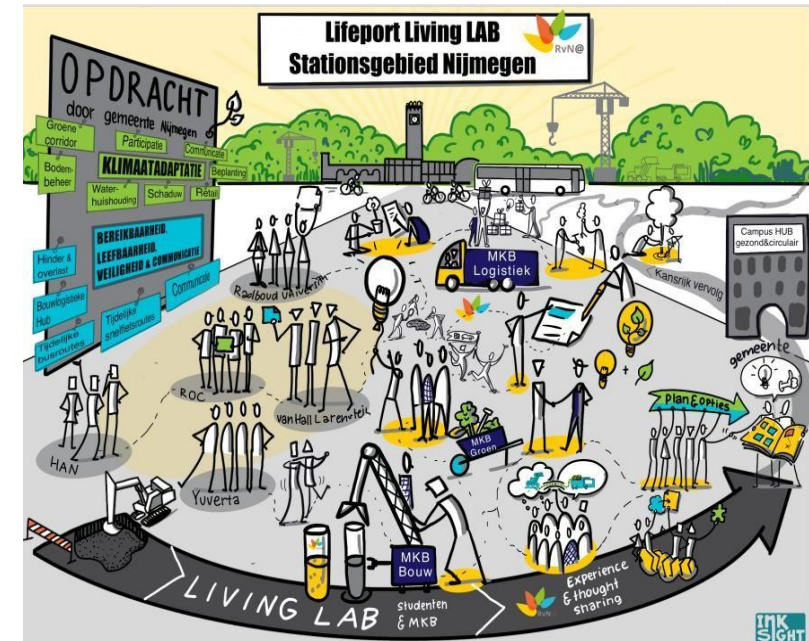 Lifeport Living LAB
Stationsgebied Nijmegen
RvN@
OPDRACHT
door gemeente Nijmegen
Groene
corridor
Participatie
Communicatie
Bodem-
beheer
KLIMAATADAPTATIE
Beplanting
Water-
huishouding
Schaduw
Retail
BEREIKBAARHEID,
LEEFBAARHEID,
VEILIGHEID & COMMUNICATIE
Hinder &
overlast
Bouwlogistieke
Hub
Tijdelijke
snelfietsroutes
Communicatie
Tijdelijke
busroutes
Radboud universiteit
MKB
Logistiek
Campus HUB
gezond&circulair
Kansrijk vervolg
ROC
van Hall Larenstein
HAN
Yuverta
MKB
Groen
gemeente
Plan & opties
MKB
Bouw
LIVING LAB
studenten
& MKB
RvN@
Experience
& thought
sharing
INK
SIGHT